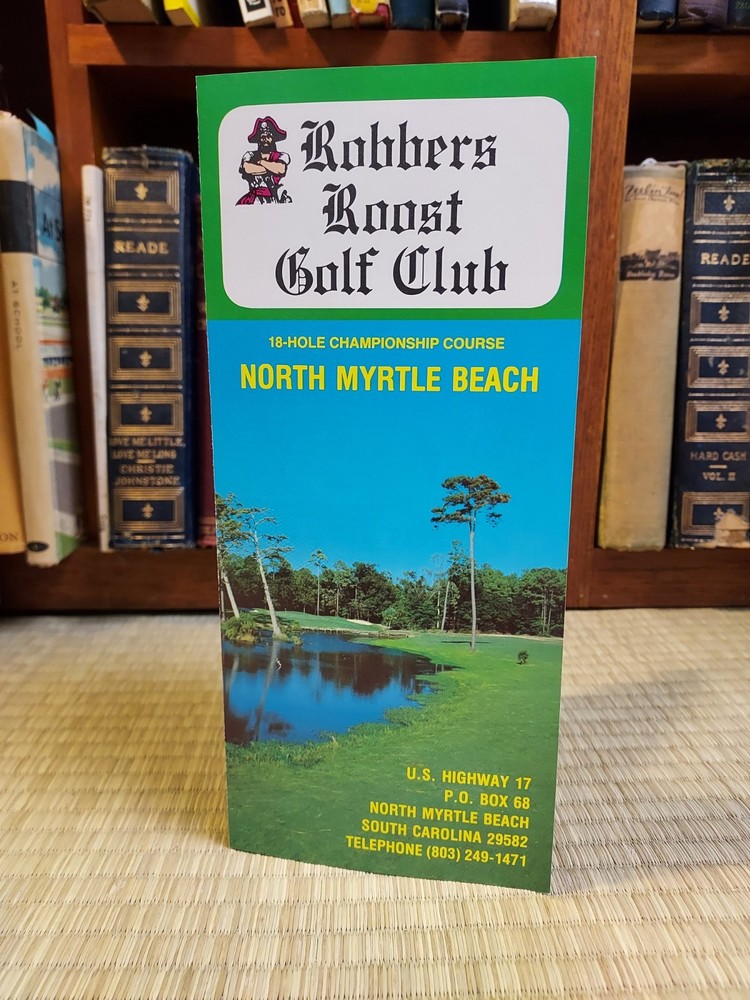 Robbers
Roost
Golf Club
18-HOLE CHAMPIONSHIP COURSE
NORTH MYRTLE BEACH
U.S. HIGHWAY 17
P.O. BOX 68
NORTH MYRTLE BEACH
SOUTH CAROLINA 29582
TELEPHONE (803) 249-1471
AT SCHOOL
READE
LOVE ME LITTLE,
LOVE ME LONG
CHRISTIE
JOHNSTONE
READE
HARD CASH
VOL. II